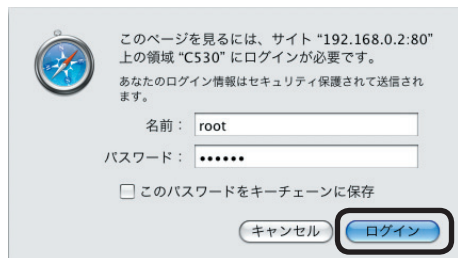 このページを見るには、サイト “192.168.0.2:80”
上の領域 “C530” にログインが必要です。
あなたのログイン情報はセキュリティ保護されて送信され
ます。
名前： root
パスワード： ••••••
このパスワードをキーチェーンに保存
キャンセル ログイン